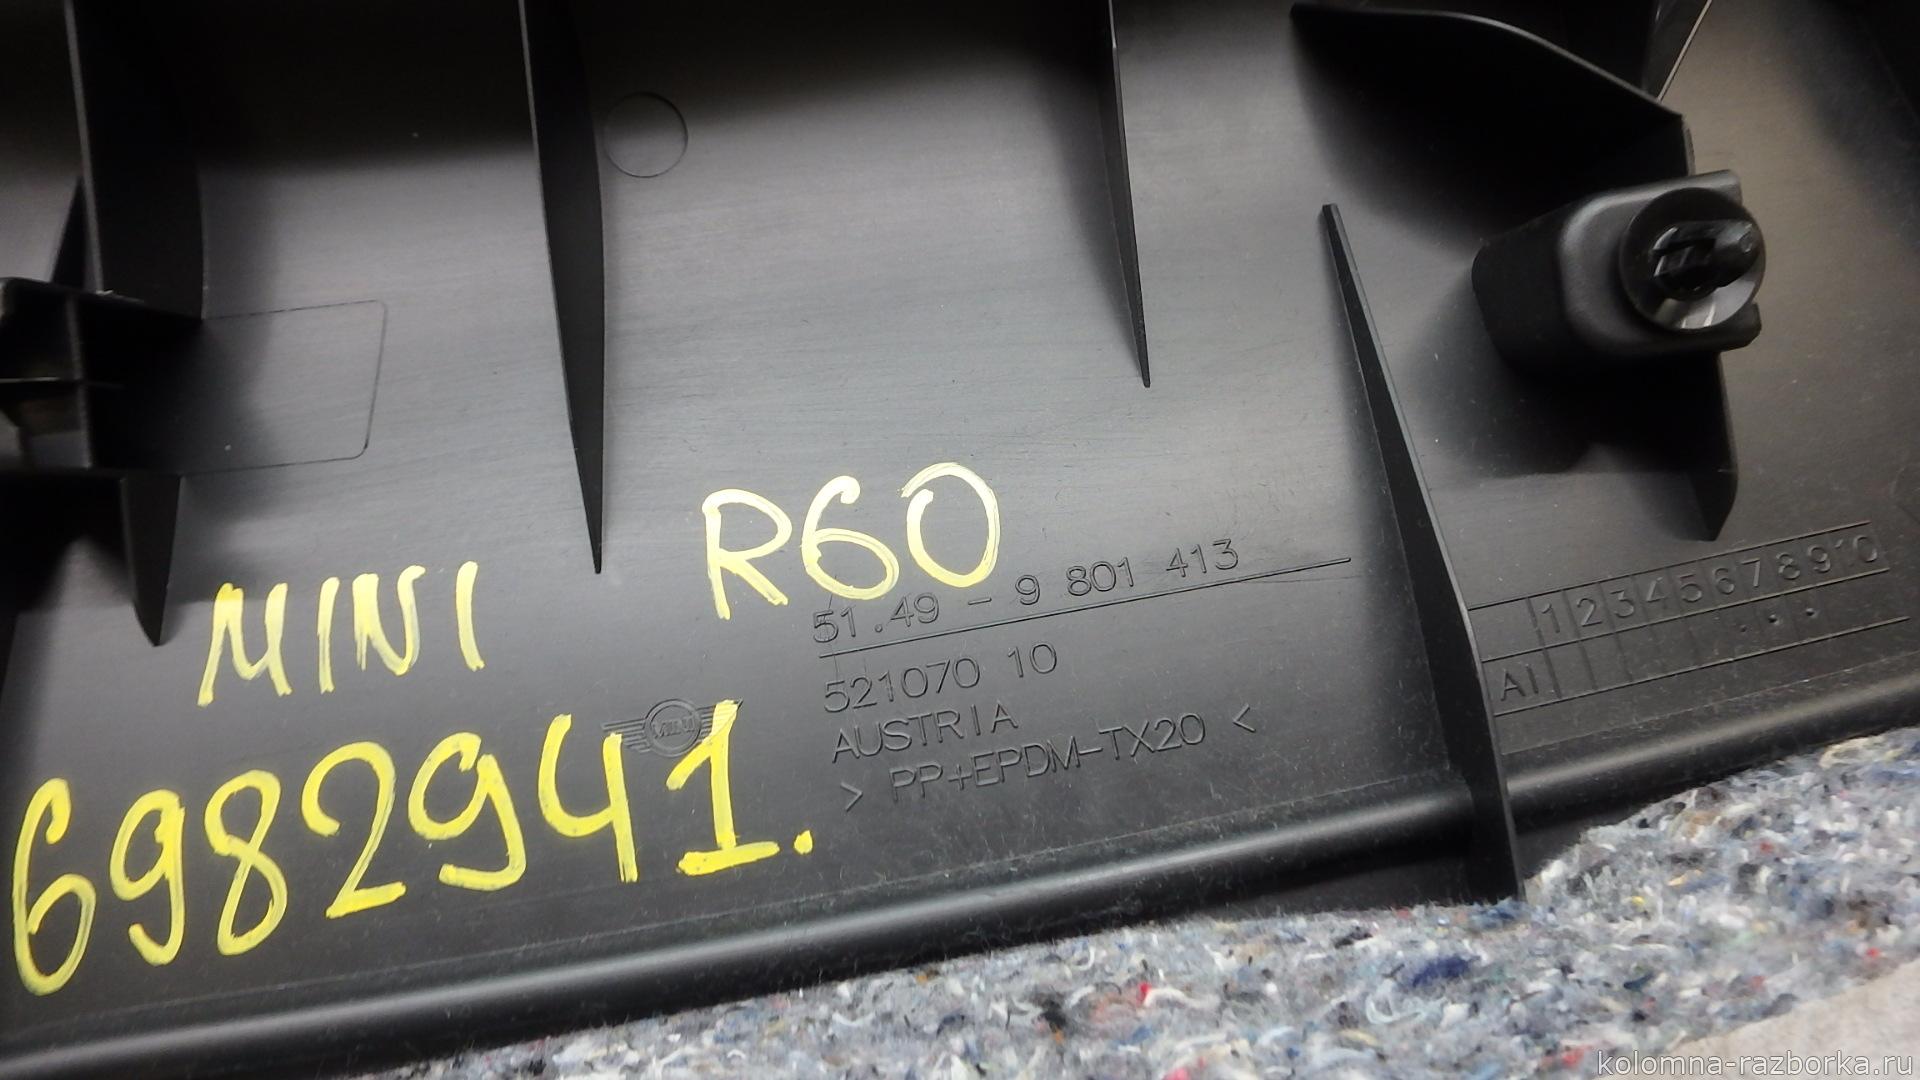 MINI R60
6982941.
51.49 - 9 801 413
521070 10
AUSTRIA
> PP+EPDM-TX20 <
MINI
1 2 3 4 5 6 7 8 9 10
AI
kolomna-razborka.ru